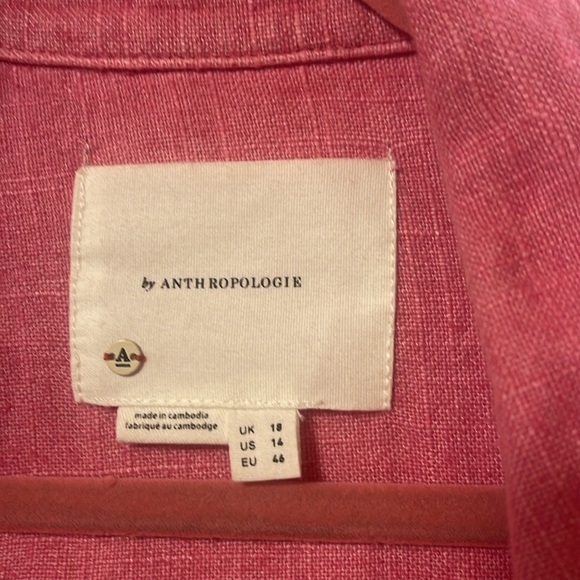 by ANTHROPOLOGIE
A
made in cambodia
fabriqué au cambodge
UK 18
US 14
EU 46